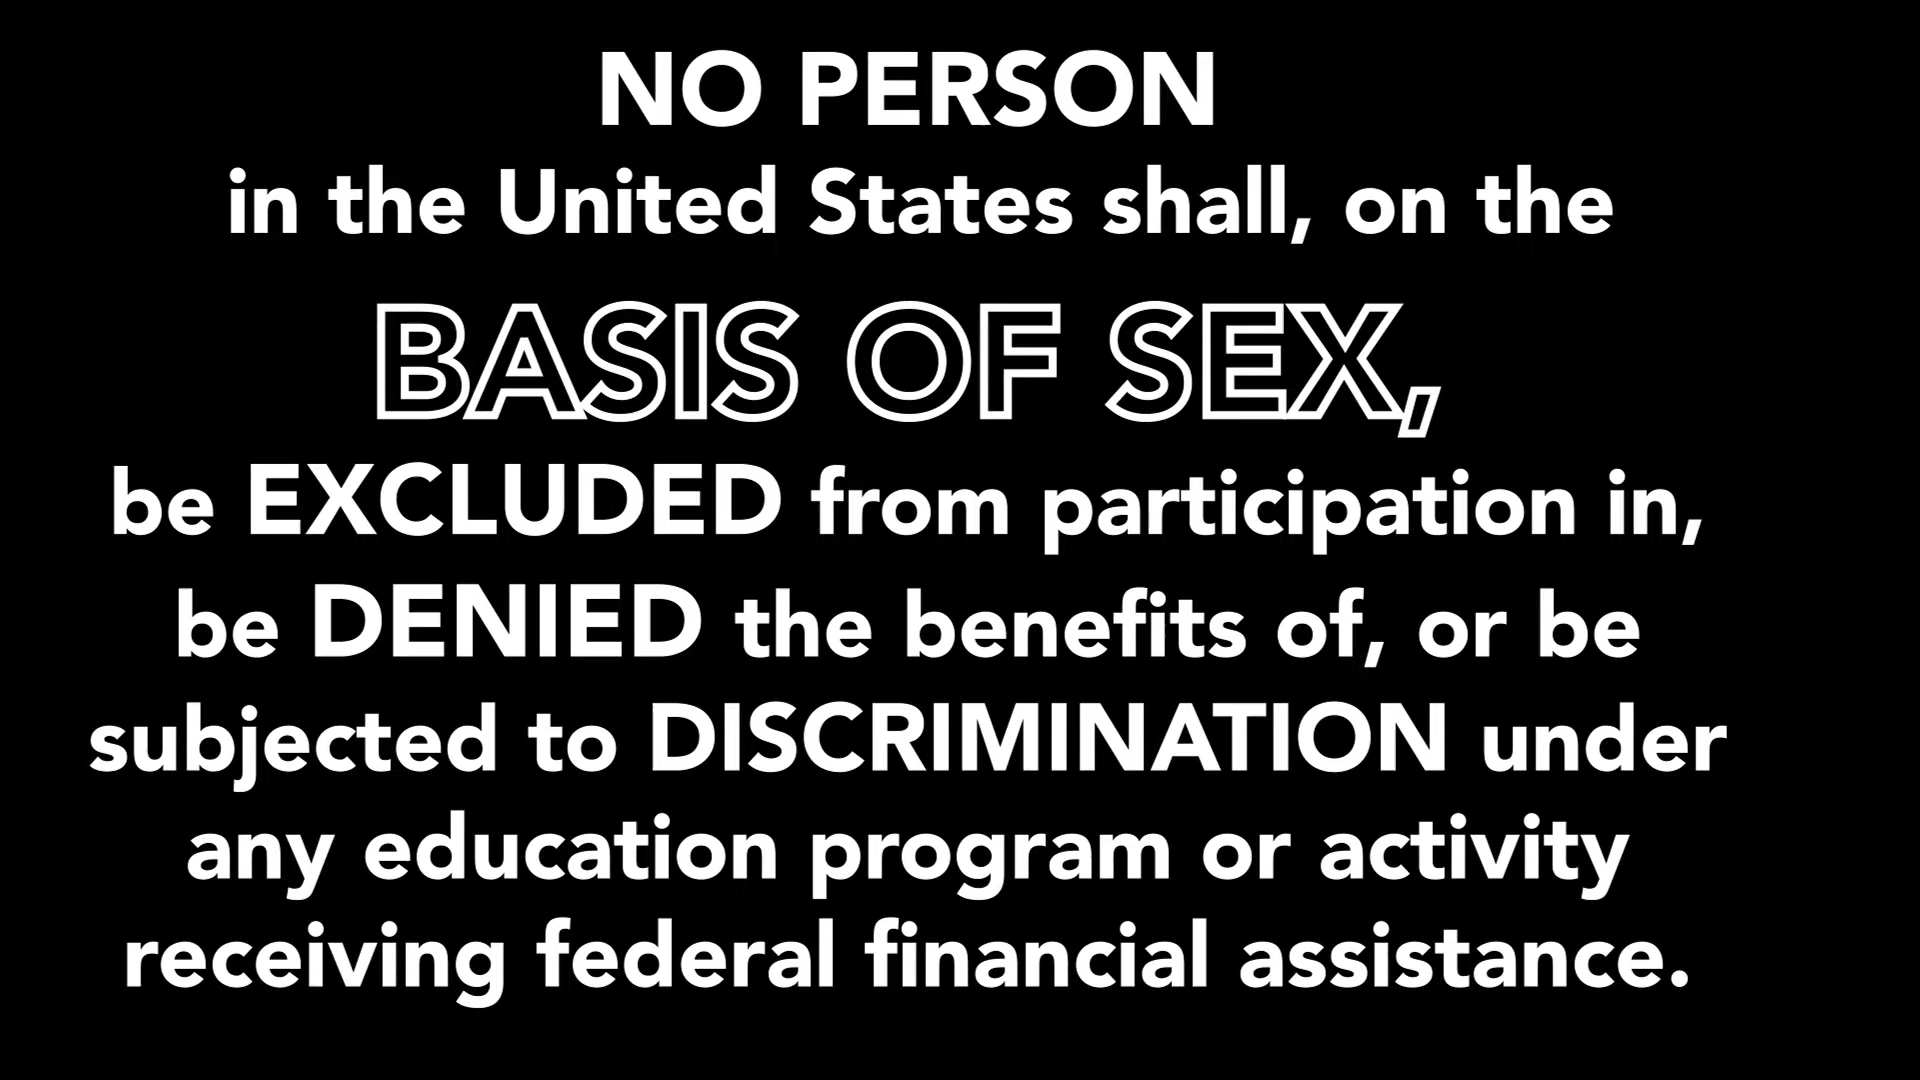 NO PERSON
in the United States shall, on the
BASIS OF SEX,
be EXCLUDED from participation in,
be DENIED the benefits of, or be
subjected to DISCRIMINATION under
any education program or activity
receiving federal financial assistance.